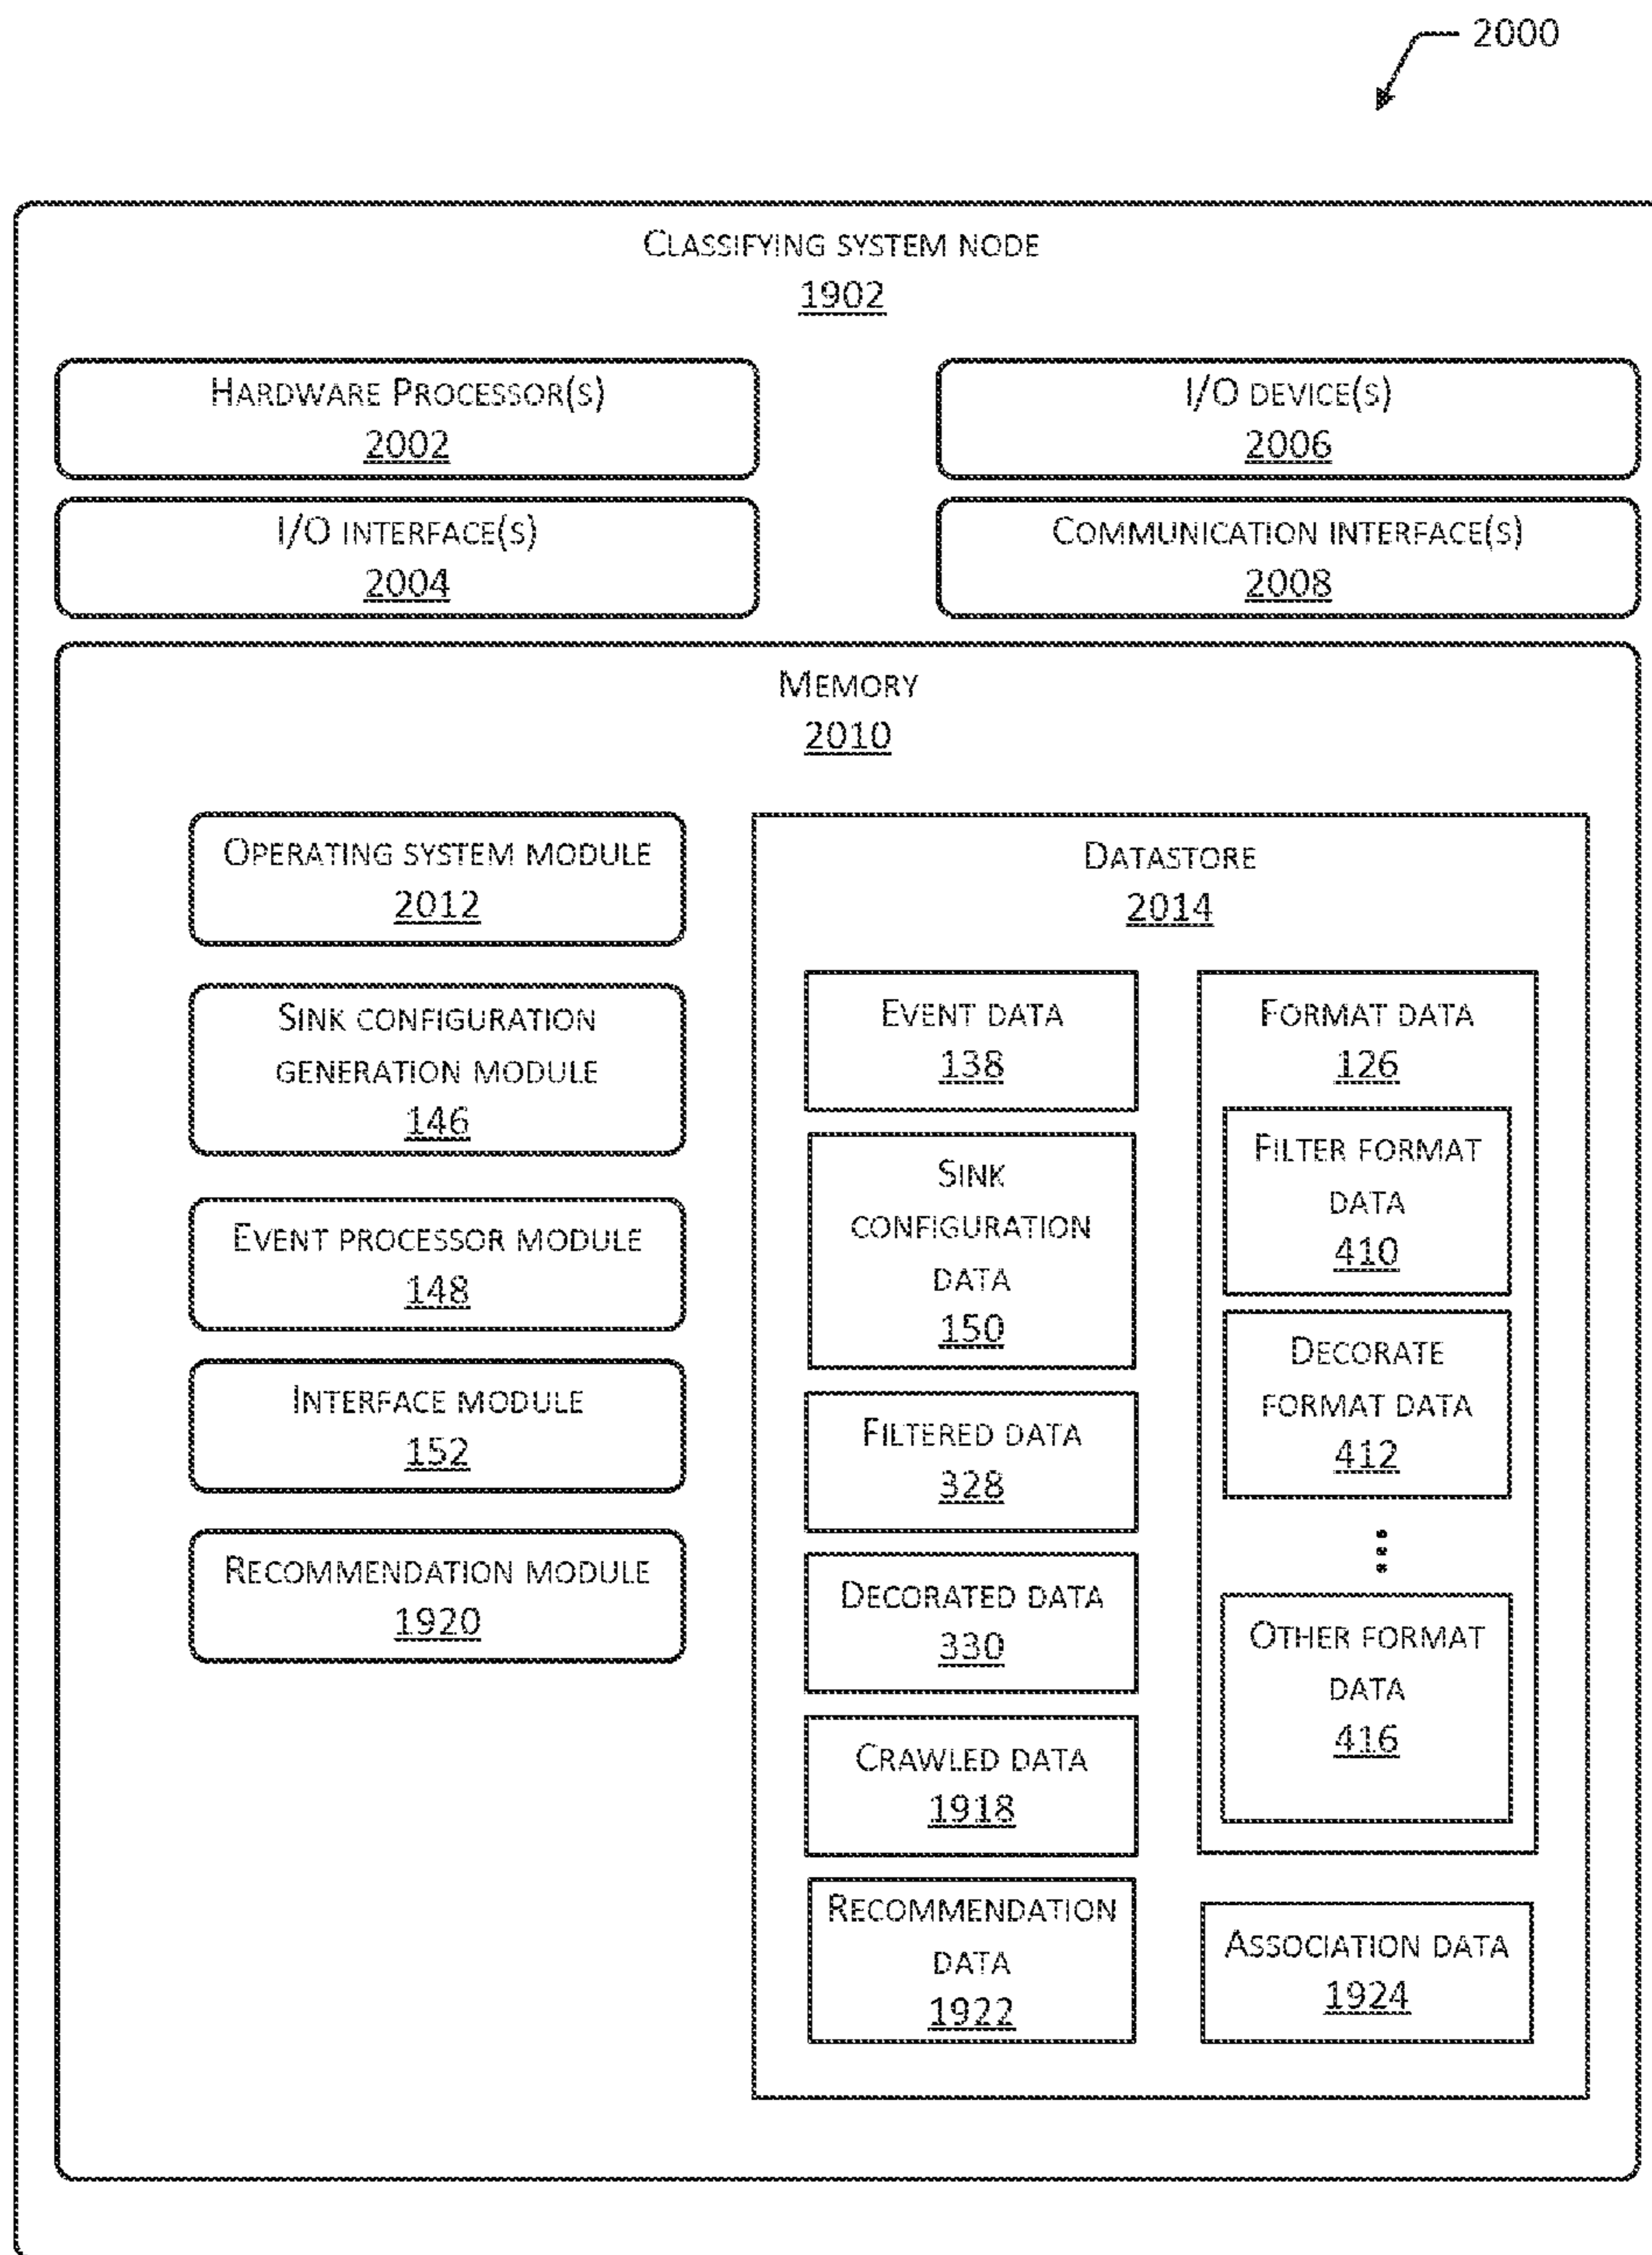 2000
CLASSIFYING SYSTEM NODE
1902
HARDWARE PROCESSOR(S)
2002
I/O DEVICE(S)
2006
I/O INTERFACE(S)
2004
COMMUNICATION INTERFACE(S)
2008
MEMORY
2010
OPERATING SYSTEM MODULE
2012
SINK CONFIGURATION
GENERATION MODULE
146
EVENT PROCESSOR MODULE
148
INTERFACE MODULE
152
RECOMMENDATION MODULE
1920
DATASTORE
2014
EVENT DATA
138
SINK
CONFIGURATION
DATA
150
FILTERED DATA
328
DECORATED DATA
330
CRAWLED DATA
1918
RECOMMENDATION
DATA
1922
FORMAT DATA
126
FILTER FORMAT
DATA
410
DECORATE
FORMAT DATA
412
OTHER FORMAT
DATA
416
ASSOCIATION DATA
1924